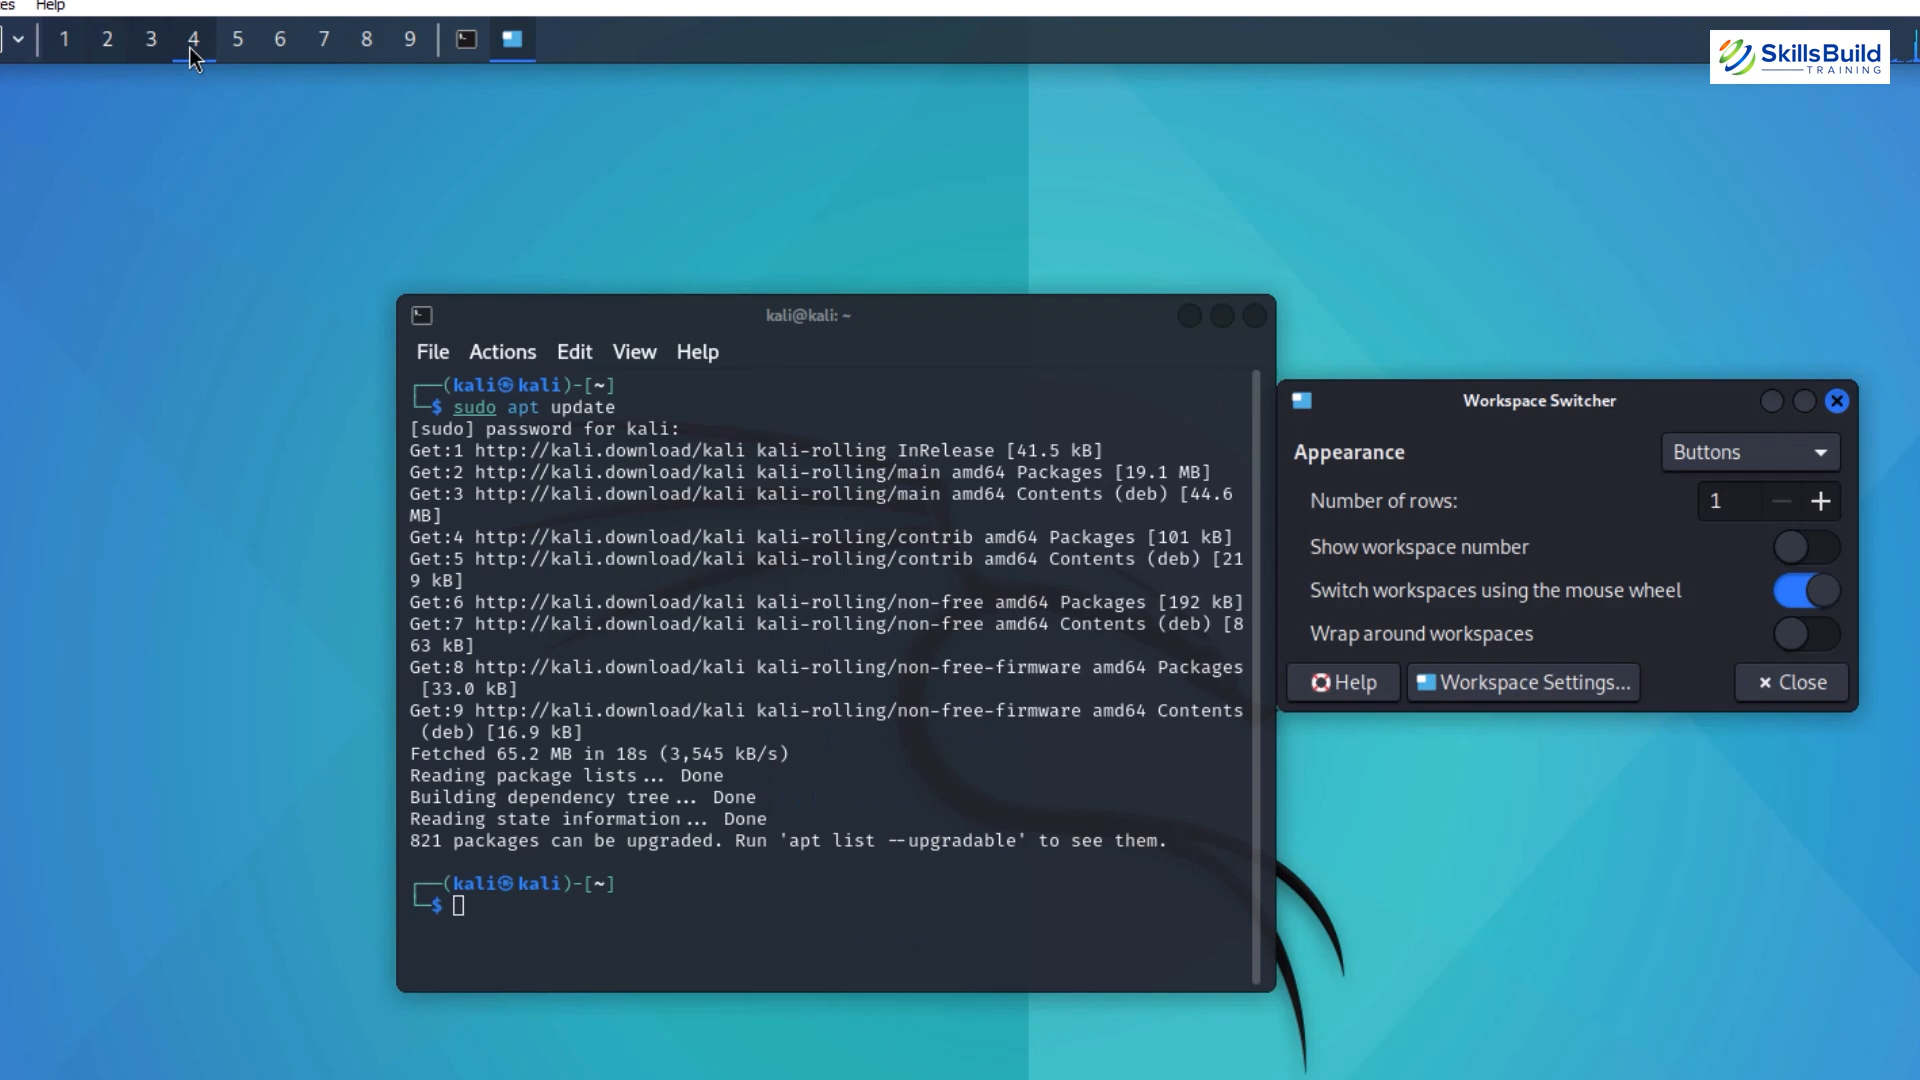 es Help
1 2 3 4 5 6 7 8 9
SkillsBuild
TRAINING
kali@kali: ~
File Actions Edit View Help
┌──(kali㉿kali)-[~]
└─$ sudo apt update
[sudo] password for kali:
Get:1 http://kali.download/kali kali-rolling InRelease [41.5 kB]
Get:2 http://kali.download/kali kali-rolling/main amd64 Packages [19.1 MB]
Get:3 http://kali.download/kali kali-rolling/main amd64 Contents (deb) [44.6
MB]
Get:4 http://kali.download/kali kali-rolling/contrib amd64 Packages [101 kB]
Get:5 http://kali.download/kali kali-rolling/contrib amd64 Contents (deb) [21
9 kB]
Get:6 http://kali.download/kali kali-rolling/non-free amd64 Packages [192 kB]
Get:7 http://kali.download/kali kali-rolling/non-free amd64 Contents (deb) [8
63 kB]
Get:8 http://kali.download/kali kali-rolling/non-free-firmware amd64 Packages
[33.0 kB]
Get:9 http://kali.download/kali kali-rolling/non-free-firmware amd64 Contents
(deb) [16.9 kB]
Fetched 65.2 MB in 18s (3,545 kB/s)
Reading package lists... Done
Building dependency tree... Done
Reading state information... Done
821 packages can be upgraded. Run 'apt list --upgradable' to see them.
┌──(kali㉿kali)-[~]
└─$
Workspace Switcher
Appearance Buttons
Number of rows: 1
Show workspace number
Switch workspaces using the mouse wheel
Wrap around workspaces
Help Workspace Settings... Close